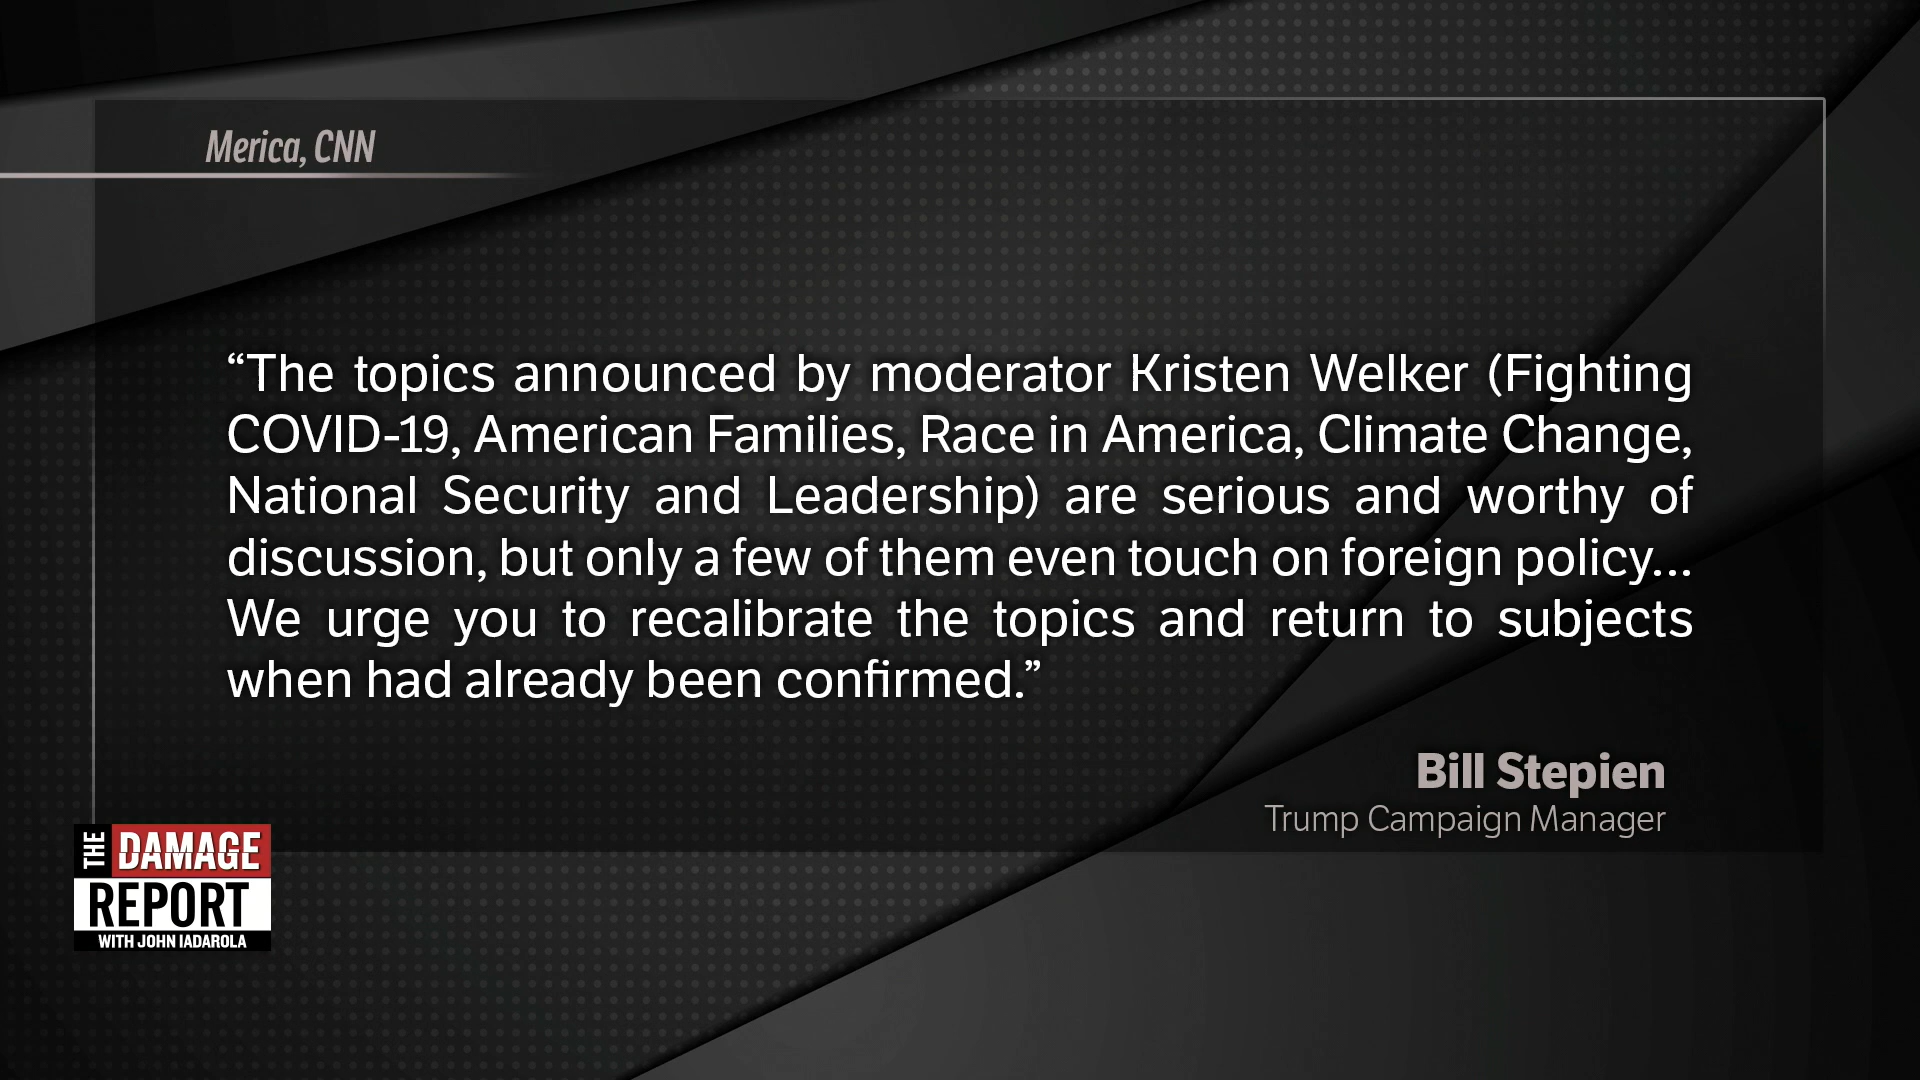 Merica, CNN
“The topics announced by moderator Kristen Welker (Fighting
COVID-19, American Families, Race in America, Climate Change,
National Security and Leadership) are serious and worthy of
discussion, but only a few of them even touch on foreign policy...
We urge you to recalibrate the topics and return to subjects
when had already been confirmed.”
Bill Stepien
Trump Campaign Manager
THE DAMAGE
REPORT
WITH JOHN IADAROLA